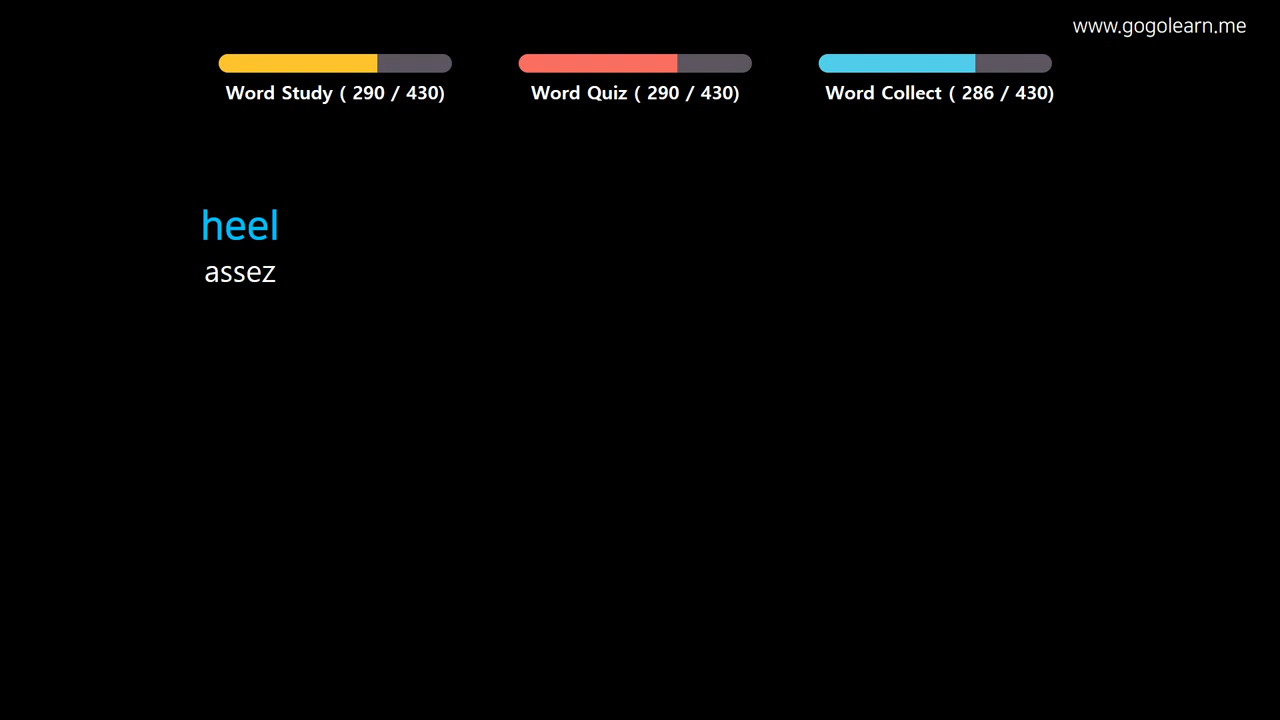 www.gogolearn.me
Word Study ( 290 / 430)
Word Quiz ( 290 / 430)
Word Collect ( 286 / 430)
heel
assez